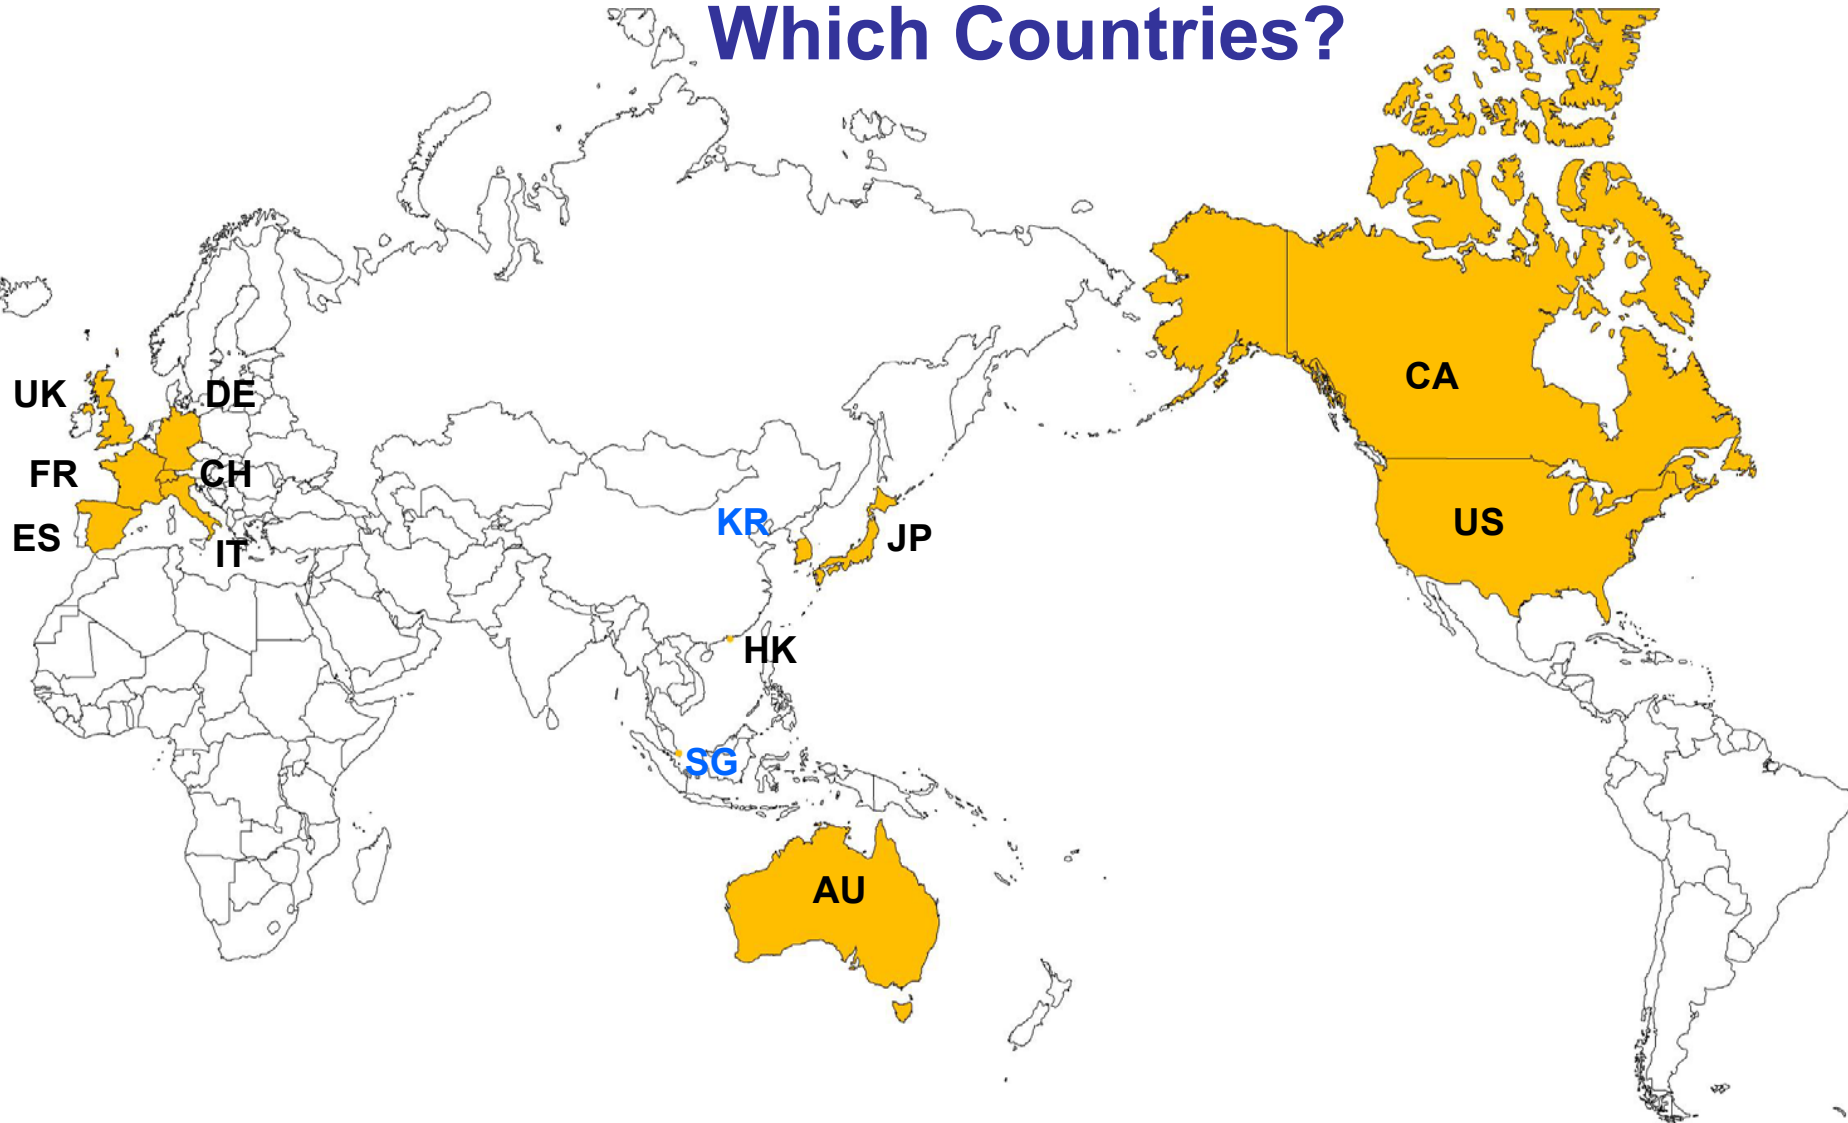 Which Countries?
UK
DE
CA
FR
CH
ES
IT
KR
JP
US
HK
SG
AU